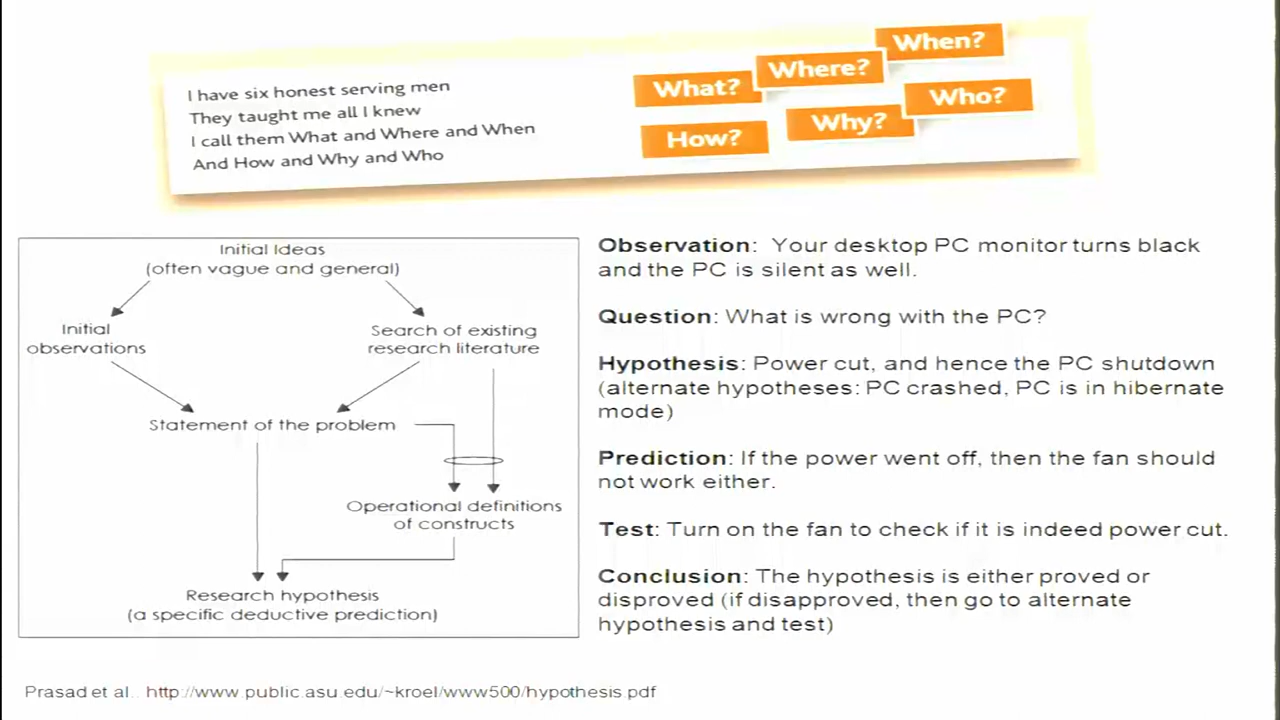 I have six honest serving men
They taught me all I knew
I call them What and Where and When
And How and Why and Who
What?
Where?
When?
How?
Why?
Who?
Initial Ideas
(often vague and general)
Initial
observations
Search of existing
research literature
Statement of the problem
Operational definitions
of constructs
Research hypothesis
(a specific deductive prediction)
Observation: Your desktop PC monitor turns black
and the PC is silent as well.
Question: What is wrong with the PC?
Hypothesis: Power cut, and hence the PC shutdown
(alternate hypotheses: PC crashed, PC is in hibernate
mode)
Prediction: If the power went off, then the fan should
not work either.
Test: Turn on the fan to check if it is indeed power cut.
Conclusion: The hypothesis is either proved or
disproved (if disapproved, then go to alternate
hypothesis and test)
Prasad et al.. http://www.public.asu.edu/~kroel/www500/hypothesis.pdf